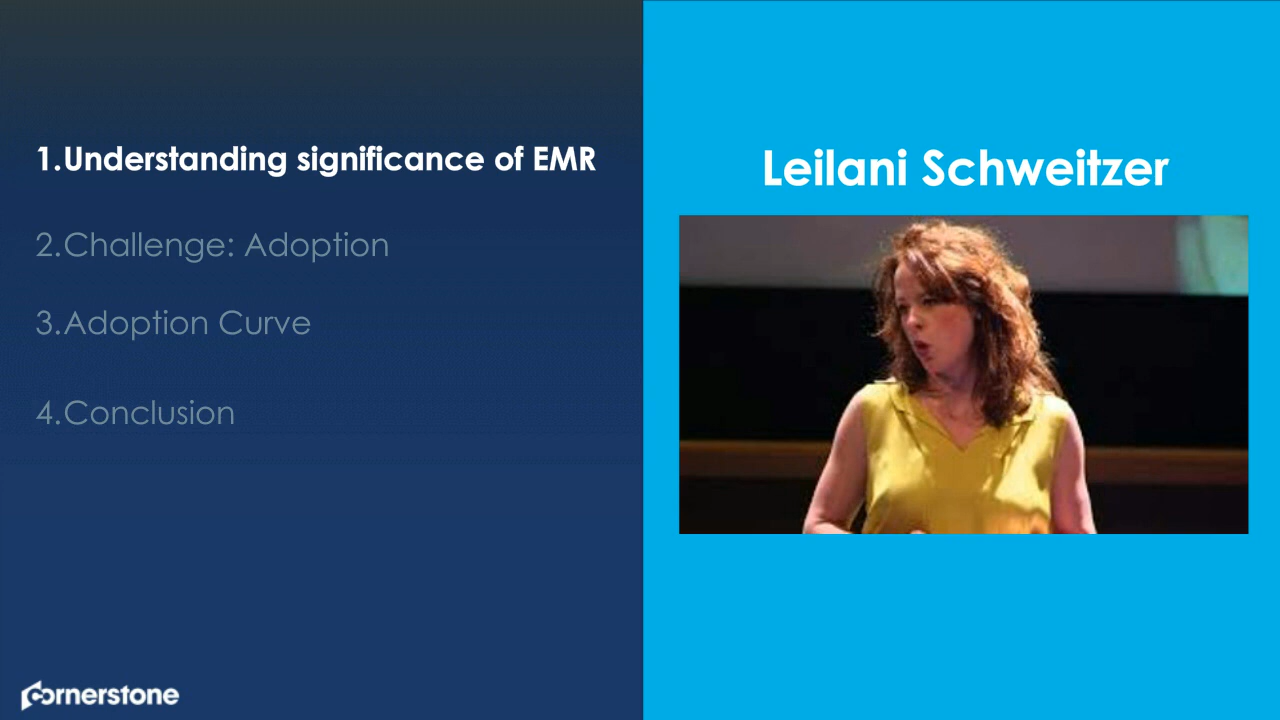 1.Understanding significance of EMR
2.Challenge: Adoption
3.Adoption Curve
4.Conclusion
Leilani Schweitzer
cornerstone